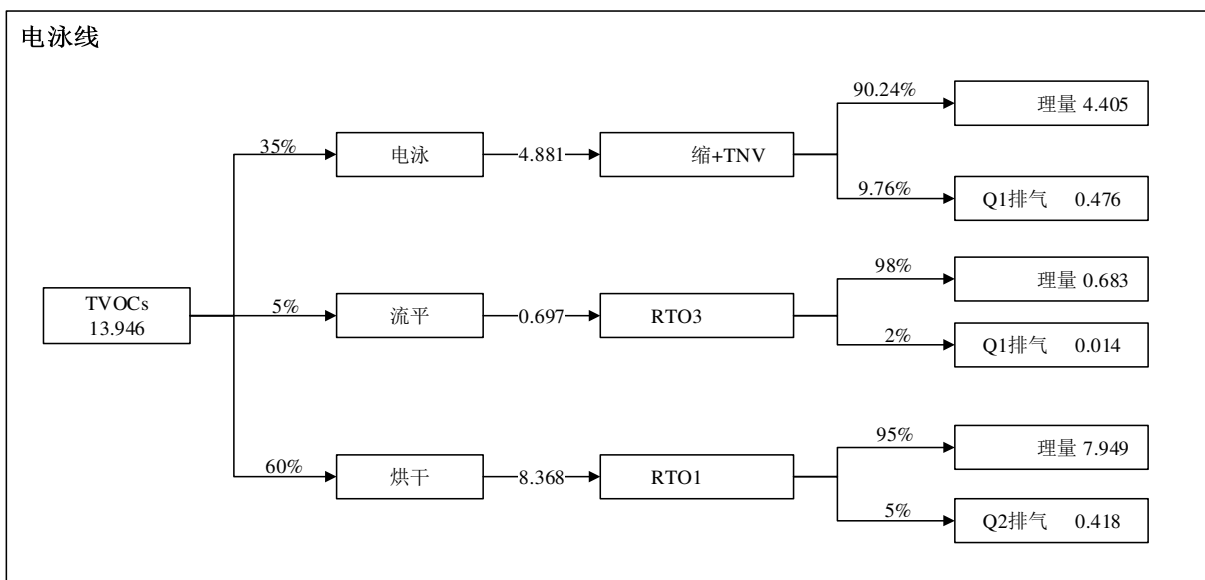 电泳线
90.24%
理量 4.405
35%
电泳
4.881
缩+TNV
9.76%
Q1排气 0.476
98%
理量 0.683
TVOCs
13.946
5%
流平
0.697
RTO3
2%
Q1排气 0.014
95%
理量 7.949
60%
烘干
8.368
RTO1
5%
Q2排气 0.418